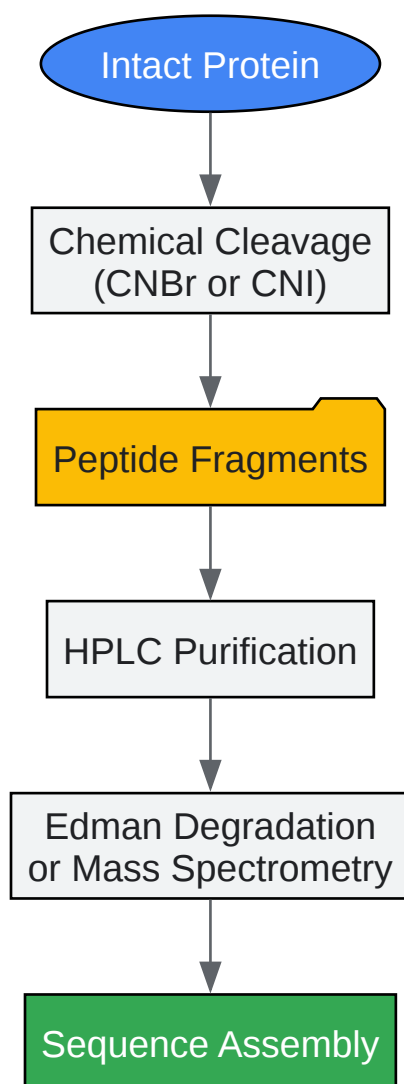 Intact Protein
Chemical Cleavage
(CNBr or CNI)
Peptide Fragments
HPLC Purification
Edman Degradation
or Mass Spectrometry
Sequence Assembly